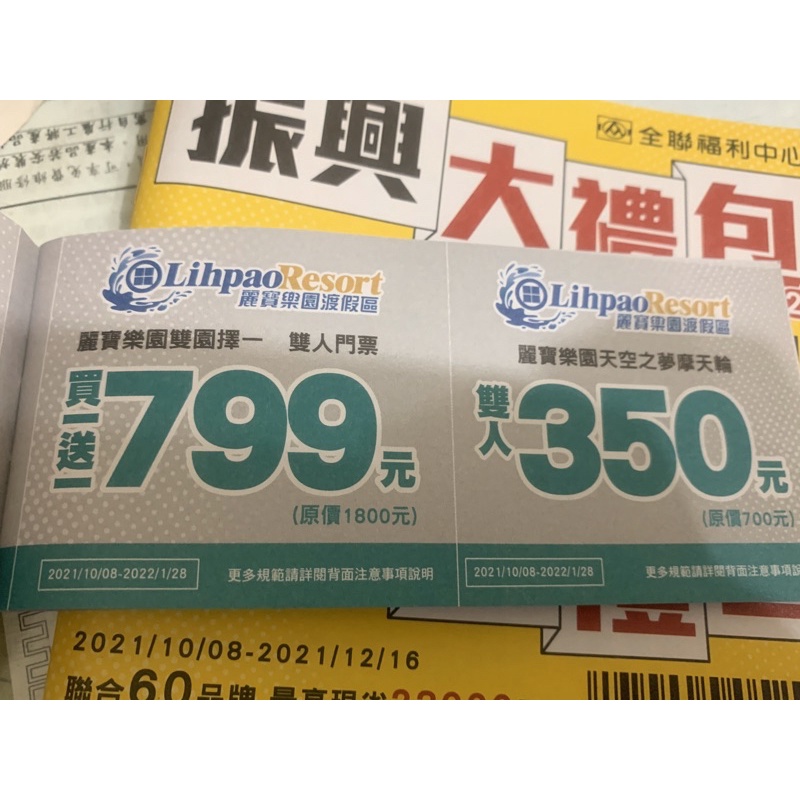 振興
全聯福利中心
大禮包
LihpaoResort
麗寶樂園渡假區
麗寶樂園雙園擇一 雙人門票
買一送一 799元
(原價1800元)
2021/10/08-2022/1/28
更多規範請詳閱背面注意事項說明
LihpaoResort
麗寶樂園渡假區
麗寶樂園天空之夢摩天輪
雙人 350元
(原價700元)
2021/10/08-2022/1/28
更多規範請詳閱背面注意事項說
2021/10/08-2021/12/16
聯合60品牌